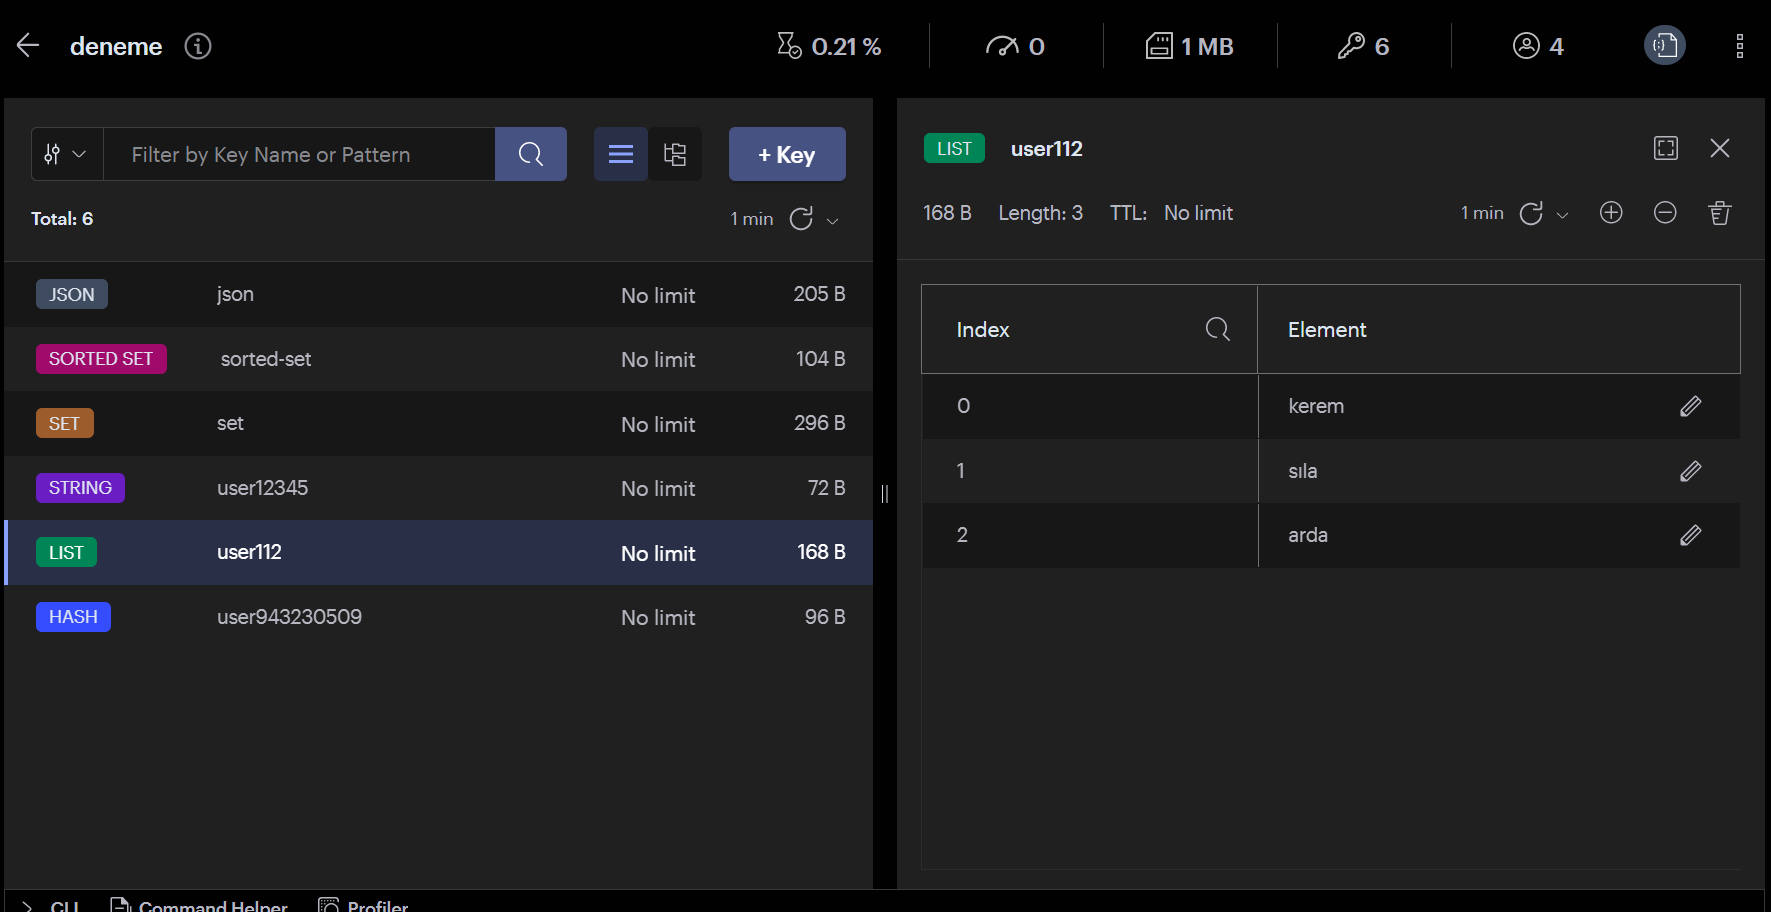 deneme 0.21 % 0 1 MB 6 4
Filter by Key Name or Pattern + Key
Total: 6 1 min
JSON json No limit 205 B
SORTED SET sorted-set No limit 104 B
SET set No limit 296 B
STRING user12345 No limit 72 B
LIST user112 No limit 168 B
HASH user943230509 No limit 96 B
LIST user112
168 B Length: 3 TTL: No limit 1 min
Index Element
0 kerem
1 sıla
2 arda
CLI Command Helper Profiler